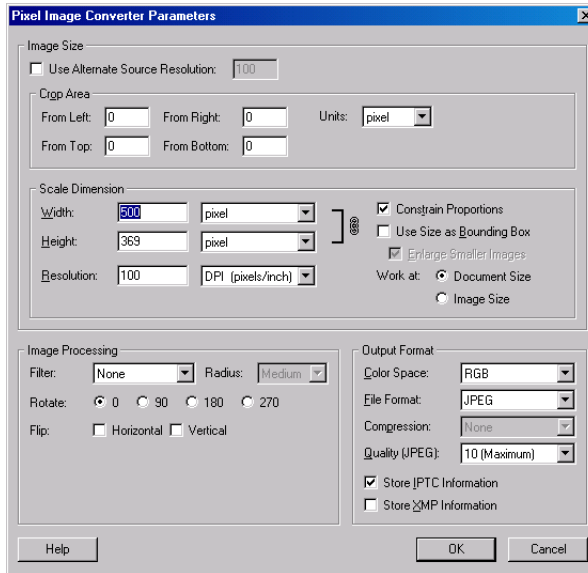 Pixel Image Converter Parameters
Image Size
Use Alternate Source Resolution: 100
Crop Area
From Left: 0 From Right: 0 Units: pixel
From Top: 0 From Bottom: 0
Scale Dimension
Width: 500 pixel
Height: 369 pixel
Resolution: 100 DPI (pixels/inch)
Constrain Proportions
Use Size as Bounding Box
Enlarge Smaller Images
Work at: Document Size
Image Size
Image Processing
Filter: None Radius: Medium
Rotate: 0 90 180 270
Flip: Horizontal Vertical
Output Format
Color Space: RGB
File Format: JPEG
Compression: None
Quality (JPEG): 10 (Maximum)
Store IPTC Information
Store XMP Information
Help OK Cancel